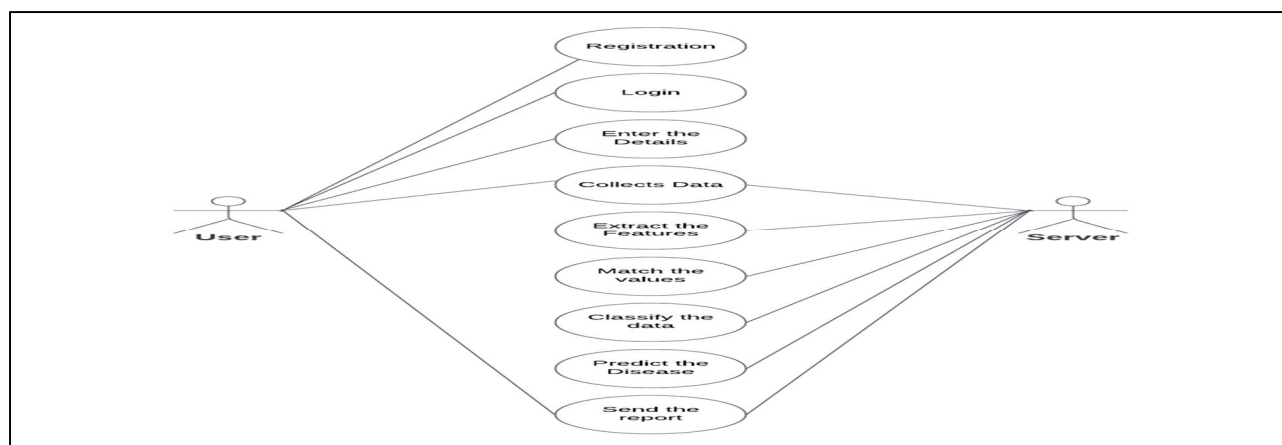 Registration
Login
Enter the
Details
Collects Data
Extract the
Features
Match the
values
Classify the
data
Predict the
Disease
Send the
report
User
Server